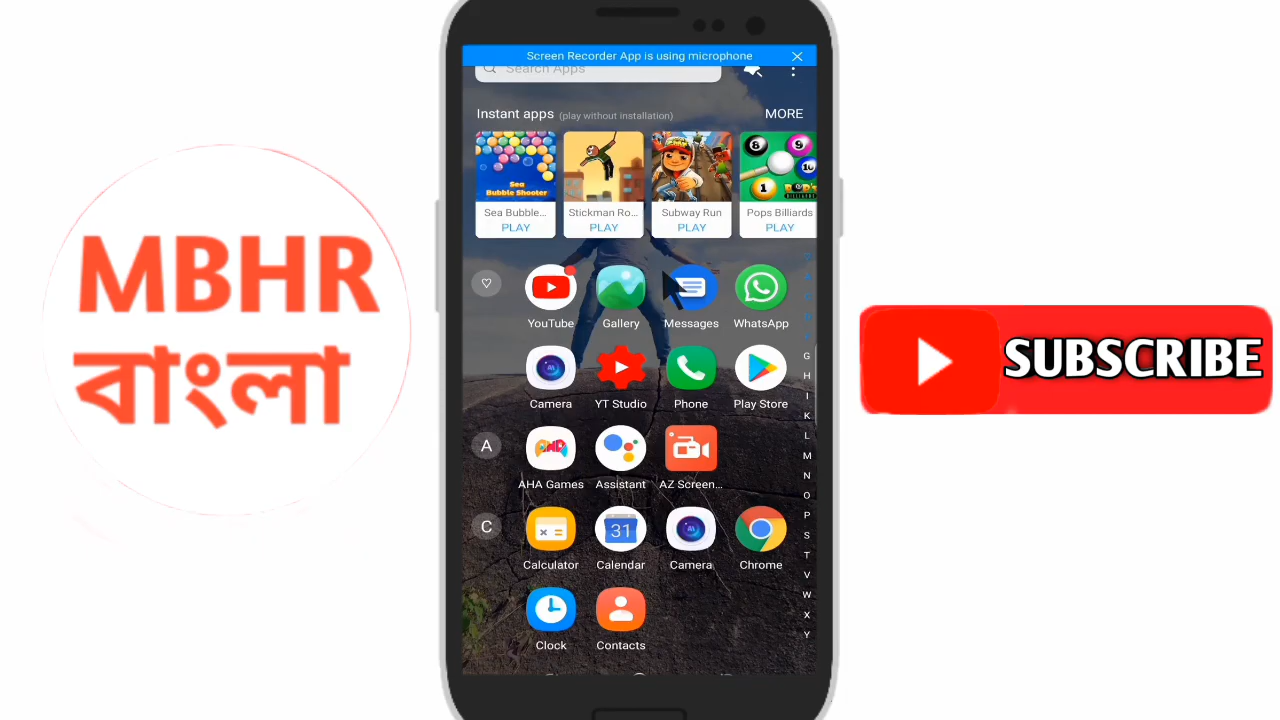 Screen Recorder App is using microphone
Search Apps
Instant apps (play without installation) MORE
Sea Bubble Shooter
Sea Bubble... Stickman Ro... Subway Run Pops Billiards
PLAY PLAY PLAY PLAY
YouTube Gallery Messages WhatsApp
Camera YT Studio Phone Play Store
A
AHA Games Assistant AZ Screen...
C
31
Calculator Calendar Camera Chrome
Clock Contacts
G
H
I
K
L
M
N
O
P
S
T
V
W
X
Y
MBHR
বাংলা
SUBSCRIBE